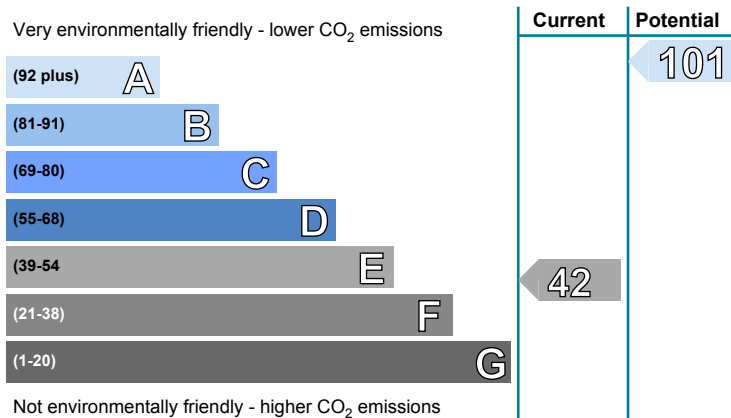 Current Potential
Very environmentally friendly - lower CO2 emissions
101
(92 plus) A
(81-91) B
(69-80) C
(55-68) D
(39-54 E
42
(21-38) F
(1-20) G
Not environmentally friendly - higher CO2 emissions